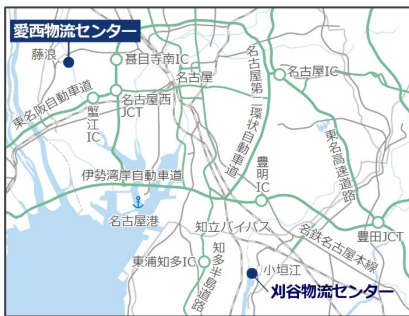 愛西物流センター
藤浪
甚目寺南IC
名古屋
名古屋IC
東名阪自動車道
蟹江IC
名古屋西JCT
名古屋第二環状自動車道
東名高速道路
伊勢湾岸自動車道
豊明IC
名古屋港
知立バイパス
豊田JCT
名鉄名古屋本線
東浦知多IC
知多半島道路
小垣江
刈谷物流センター